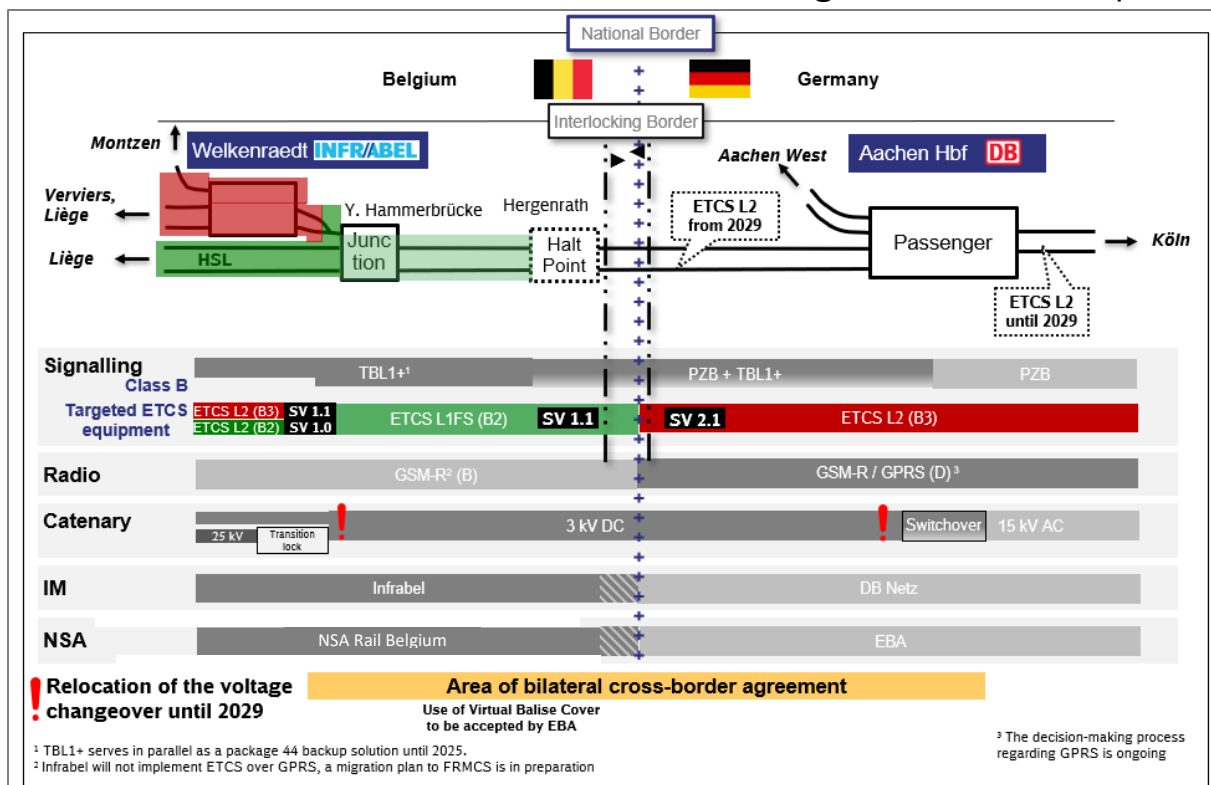 National Border
Belgium
Germany
Interlocking Border
Montzen
Welkenraedt INFRABEL
Aachen West
Aachen Hbf DB
Verviers,
Liège
Y. Hammerbrücke
Hergenrath
ETCS L2
from 2029
Junc
tion
Halt
Point
Passenger
Köln
Liège
HSL
ETCS L2
until 2029
Signalling
Class B
TBL1+¹
PZB + TBL1+
PZB
Targeted ETCS
equipment
ETCS L2 (B3) SV 1.1
ETCS L2 (B2) SV 1.0
ETCS L1FS (B2)
SV 1.1
SV 2.1
ETCS L2 (B3)
Radio
GSM-R² (B)
GSM-R / GPRS (D) ³
Catenary
25 kV
Transition
lock
!
3 kV DC
!
Switchover
15 kV AC
IM
Infrabel
DB Netz
NSA
NSA Rail Belgium
EBA
! Relocation of the voltage
changeover until 2029
Area of bilateral cross-border agreement
Use of Virtual Balise Cover
to be accepted by EBA
¹ TBL1+ serves in parallel as a package 44 backup solution until 2025.
² Infrabel will not implement ETCS over GPRS, a migration plan to FRMCS is in preparation
³ The decision-making process
regarding GPRS is ongoing